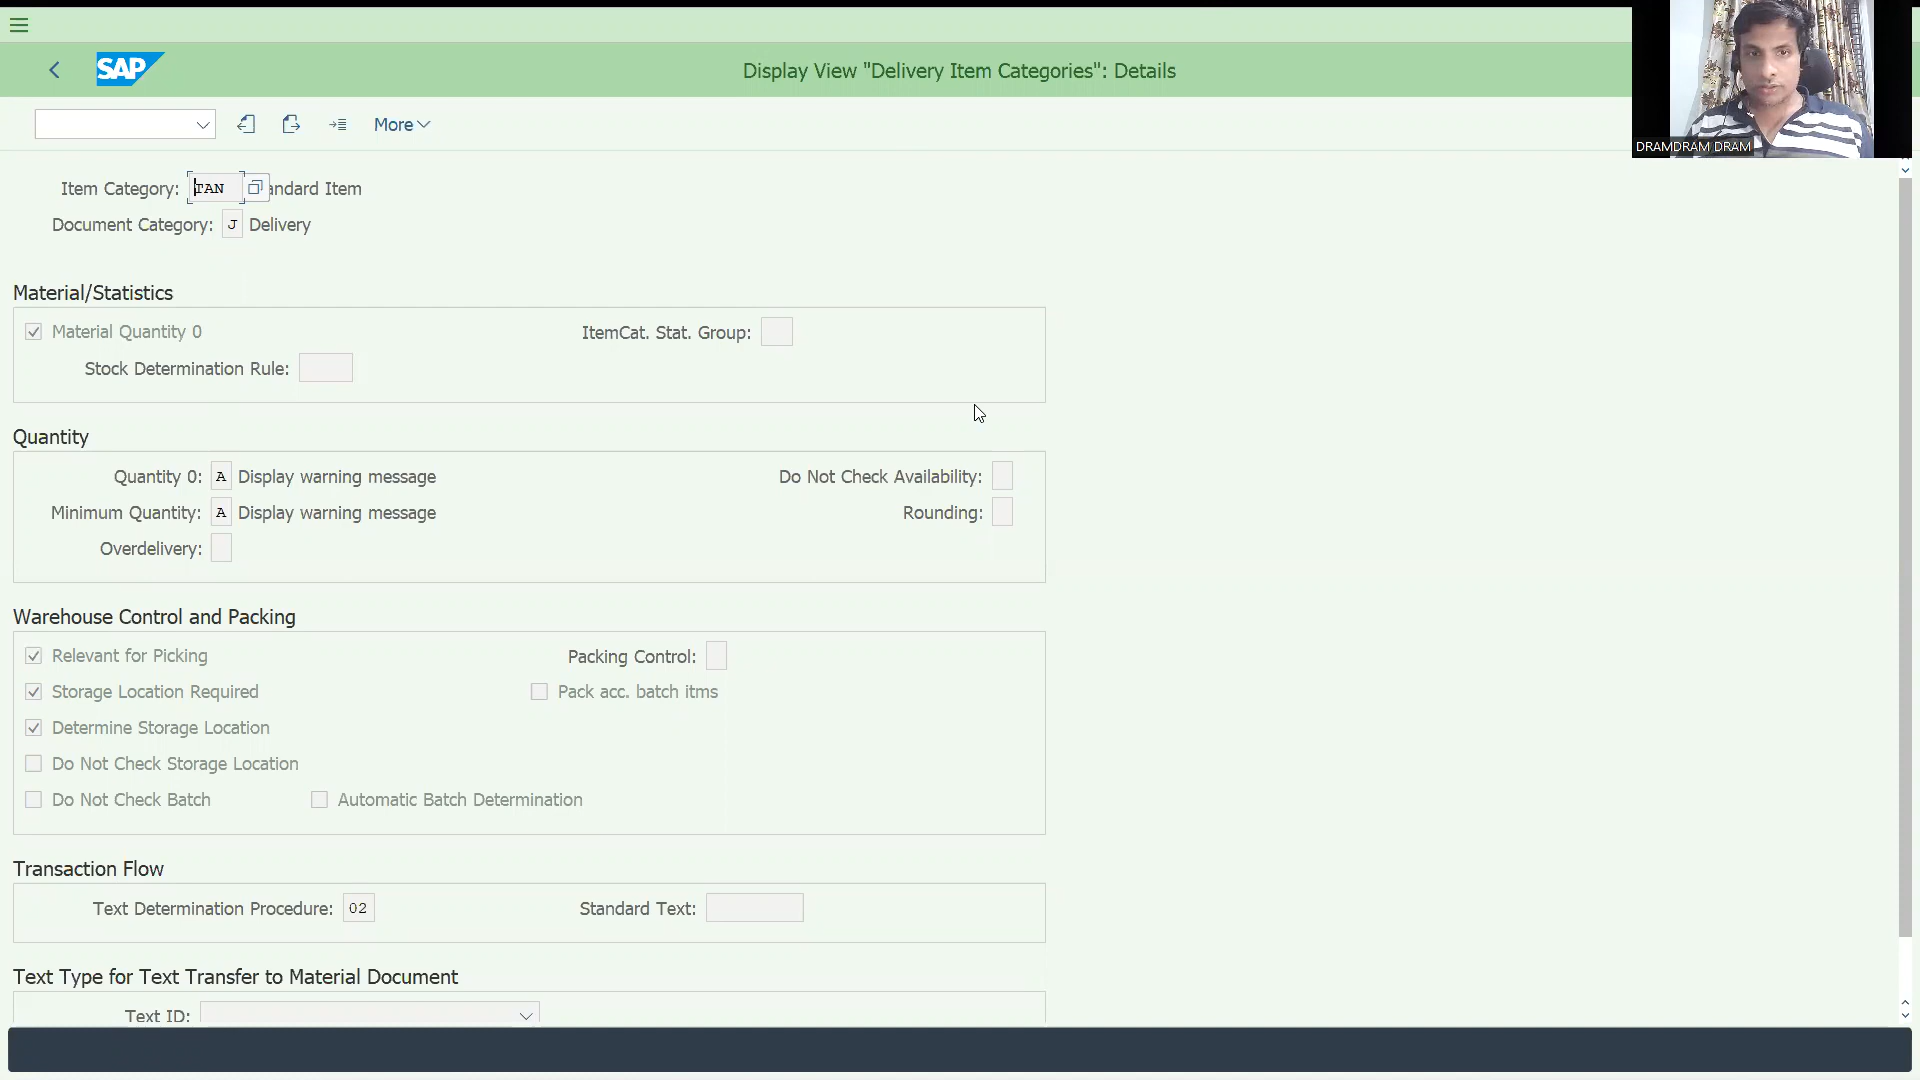 SAP
Display View "Delivery Item Categories": Details
More
DRAMDRAM DRAM
Item Category: TAN andard Item
Document Category: J Delivery
Material/Statistics
Material Quantity 0 ItemCat. Stat. Group:
Stock Determination Rule:
Quantity
Quantity 0: A Display warning message Do Not Check Availability:
Minimum Quantity: A Display warning message Rounding:
Overdelivery:
Warehouse Control and Packing
Relevant for Picking Packing Control:
Storage Location Required Pack acc. batch itms
Determine Storage Location
Do Not Check Storage Location
Do Not Check Batch Automatic Batch Determination
Transaction Flow
Text Determination Procedure: 02 Standard Text:
Text Type for Text Transfer to Material Document
Text ID: